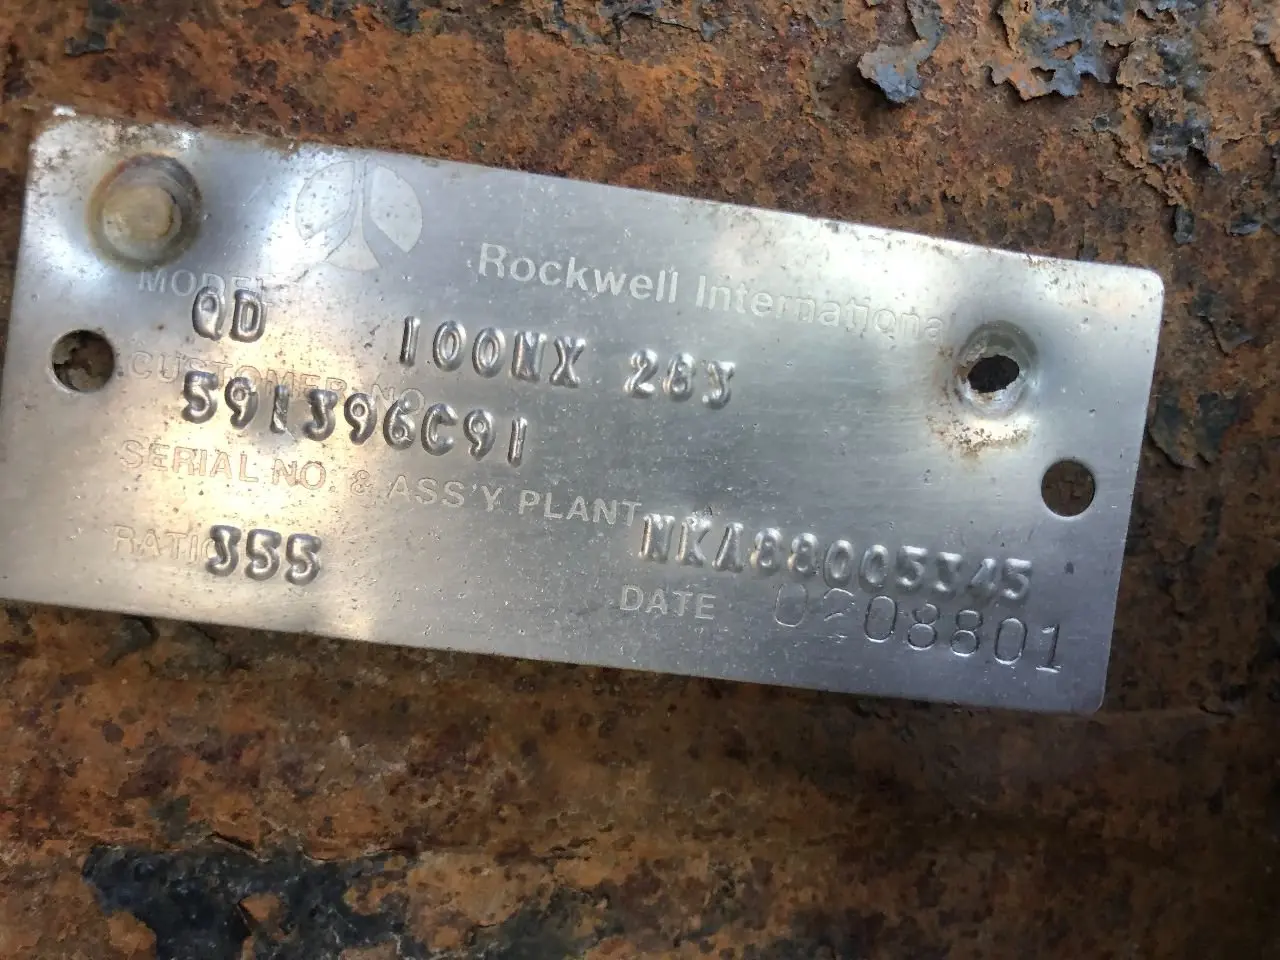 Rockwell International
MODEL
QD 100NX 283
CUSTOMER NO.
591396C91
SERIAL NO. & ASS'Y PLANT
NKA88005345
RATIO 355
DATE 0208801